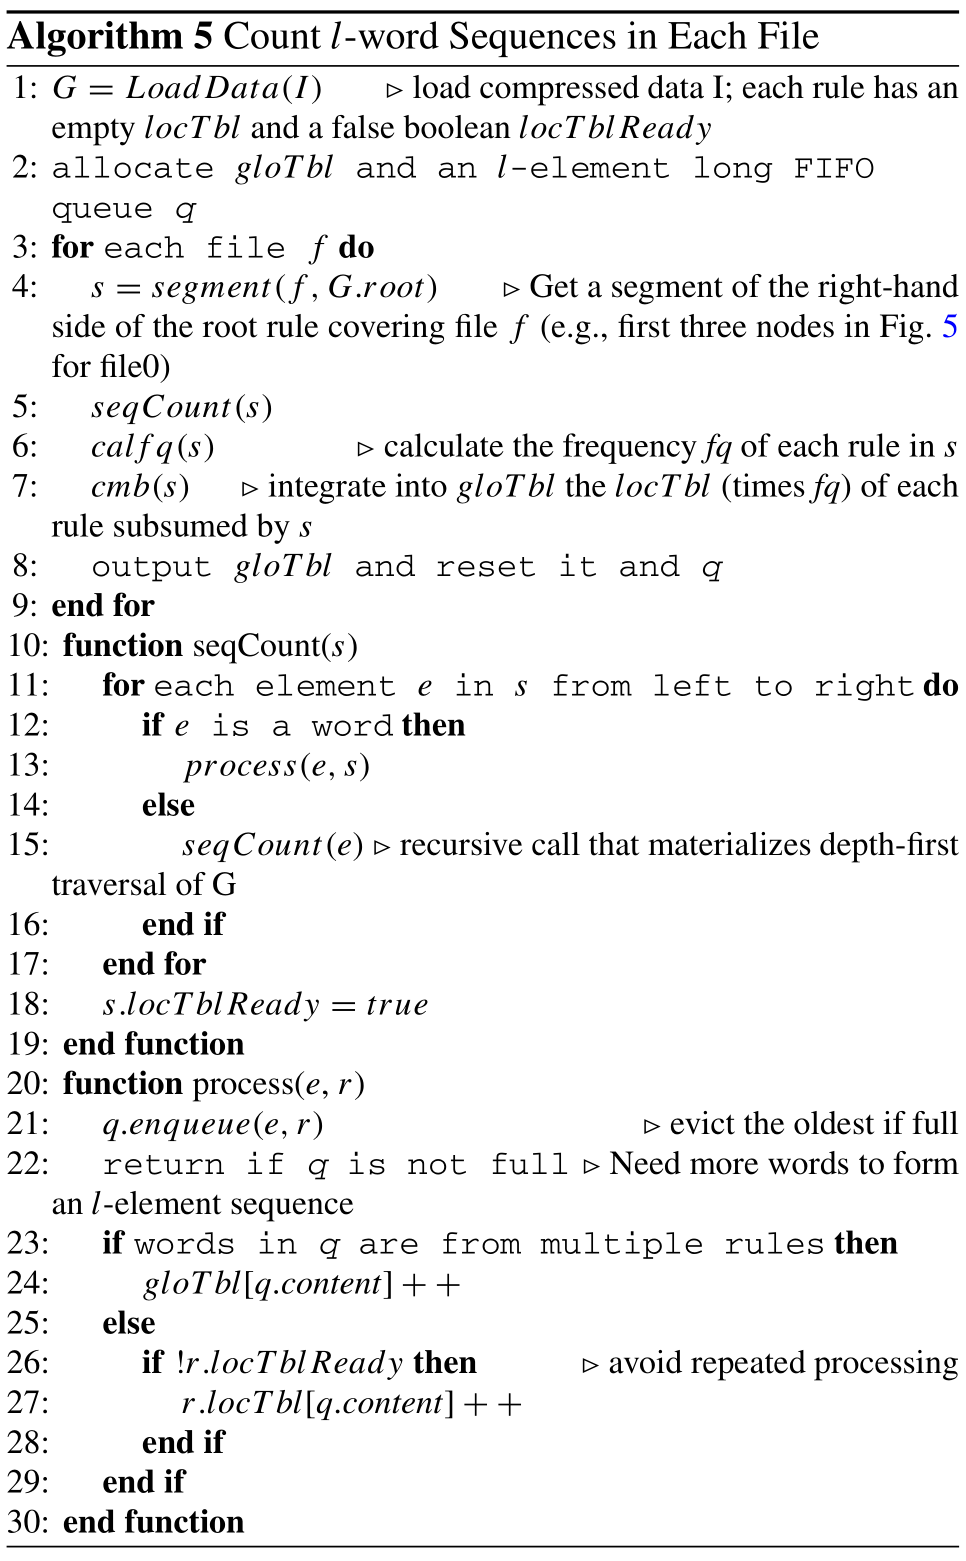 Algorithm 5 Count l-word Sequences in Each File
1: G = LoadData(I) ▷ load compressed data I; each rule has an
empty locTbl and a false boolean locTblReady
2: allocate gloTbl and an l-element long FIFO
queue q
3: for each file f do
4: s = segment(f, G.root) ▷ Get a segment of the right-hand
side of the root rule covering file f (e.g., first three nodes in Fig. 5
for file0)
5: seqCount(s)
6: calfq(s) ▷ calculate the frequency fq of each rule in s
7: cmb(s) ▷ integrate into gloTbl the locTbl (times fq) of each
rule subsumed by s
8: output gloTbl and reset it and q
9: end for
10: function seqCount(s)
11: for each element e in s from left to right do
12: if e is a word then
13: process(e, s)
14: else
15: seqCount(e) ▷ recursive call that materializes depth-first
traversal of G
16: end if
17: end for
18: s.locTblReady = true
19: end function
20: function process(e, r)
21: q.enqueue(e, r) ▷ evict the oldest if full
22: return if q is not full ▷ Need more words to form
an l-element sequence
23: if words in q are from multiple rules then
24: gloTbl[q.content] + +
25: else
26: if !r.locTblReady then ▷ avoid repeated processing
27: r.locTbl[q.content] + +
28: end if
29: end if
30: end function